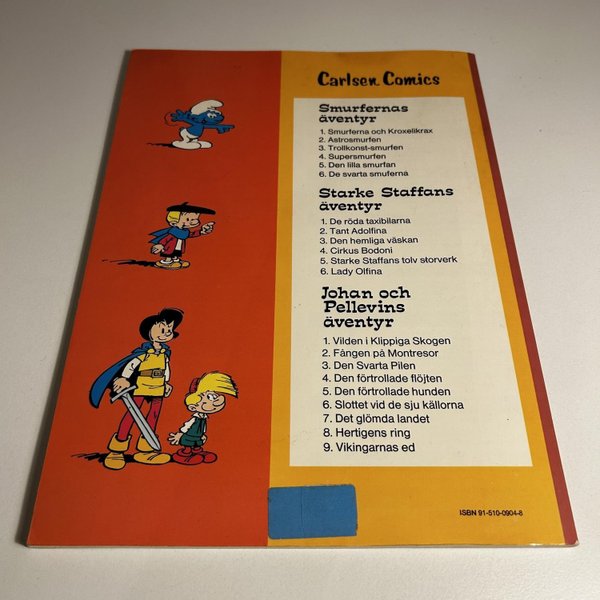 Carlsen Comics
Smurfernas
äventyr
1. Smurferna och Kroxelikrax
2. Astrosmurfen
3. Trollkonst-smurfen
4. Supersmurfen
5. Den lilla smurfan
6. De svarta smuferna
Starke Staffans
äventyr
1. De röda taxibilarna
2. Tant Adolfina
3. Den hemliga väskan
4. Cirkus Bodoni
5. Starke Staffans tolv storverk
6. Lady Olfina
Johan och
Pellevins
äventyr
1. Vilden i Klippiga Skogen
2. Fången på Montresor
3. Den Svarta Pilen
4. Den förtrollade flöjten
5. Den förtrollade hunden
6. Slottet vid de sju källorna
7. Det glömda landet
8. Hertigens ring
9. Vikingarnas ed
ISBN 91-510-0904-8